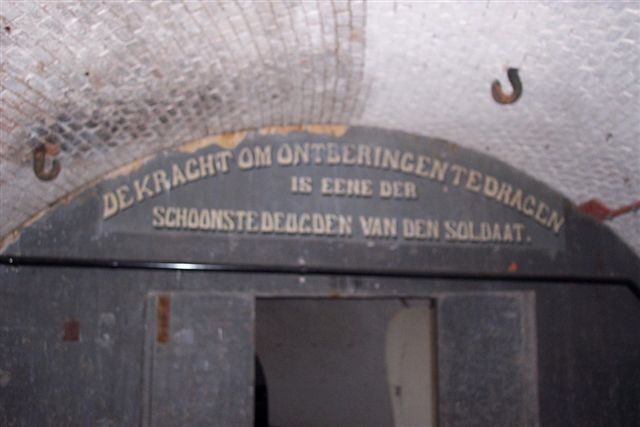 DE KRACHT OM ONTBERINGEN TE DRAGEN
IS EENE DER
SCHOONSTE DEUGDEN VAN DEN SOLDAAT.